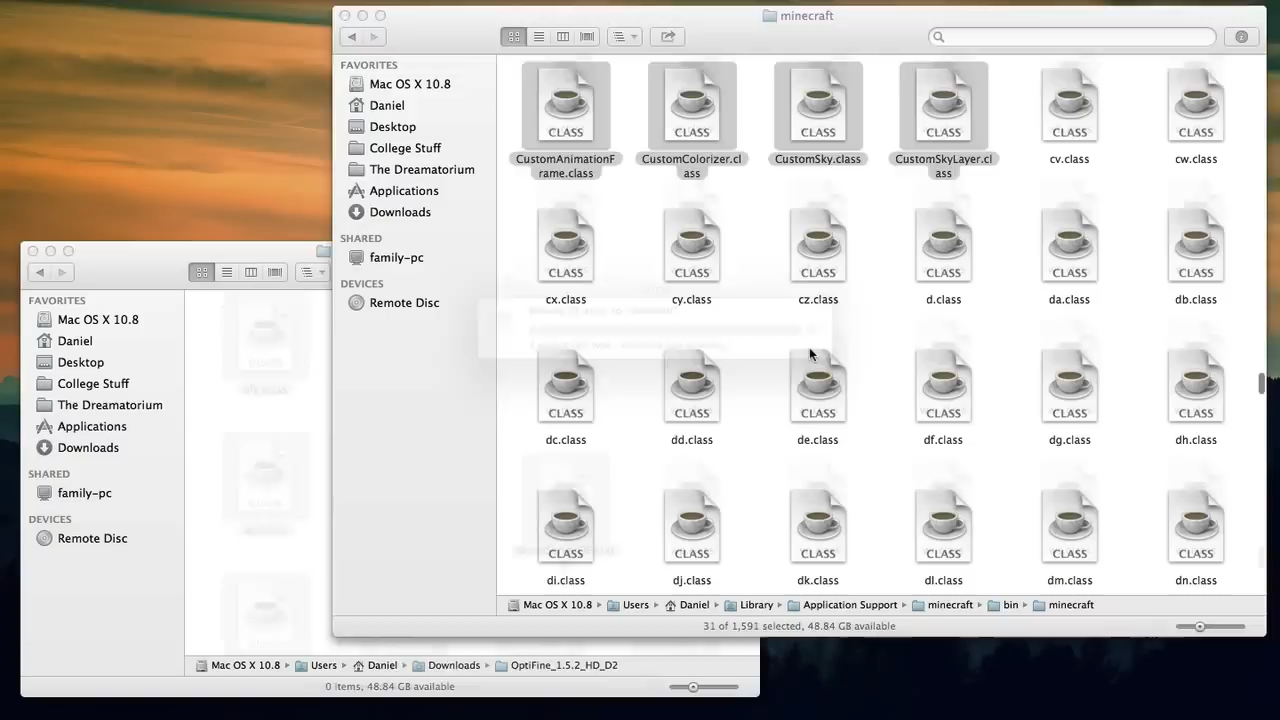 minecraft
FAVORITES
Mac OS X 10.8
Daniel
Desktop
College Stuff
The Dreamatorium
Applications
Downloads
SHARED
family-pc
DEVICES
Remote Disc
CLASS CLASS CLASS CLASS CLASS CLASS
CustomAnimationF
rame.class
CustomColorizer.cl
ass
CustomSky.class
CustomSkyLayer.cl
ass
cv.class
cw.class
CLASS CLASS CLASS CLASS CLASS CLASS
cx.class cy.class cz.class d.class da.class db.class
CLASS CLASS CLASS CLASS CLASS CLASS
dc.class dd.class de.class df.class dg.class dh.class
CLASS CLASS CLASS CLASS CLASS CLASS
di.class dj.class dk.class dl.class dm.class dn.class
Mac OS X 10.8 Users Daniel Library Application Support minecraft bin minecraft
31 of 1,591 selected, 48.84 GB available
FAVORITES
Mac OS X 10.8
Daniel
Desktop
College Stuff
The Dreamatorium
Applications
Downloads
SHARED
family-pc
DEVICES
Remote Disc
Mac OS X 10.8 Users Daniel Downloads OptiFine_1.5.2_HD_D2
0 items, 48.84 GB available